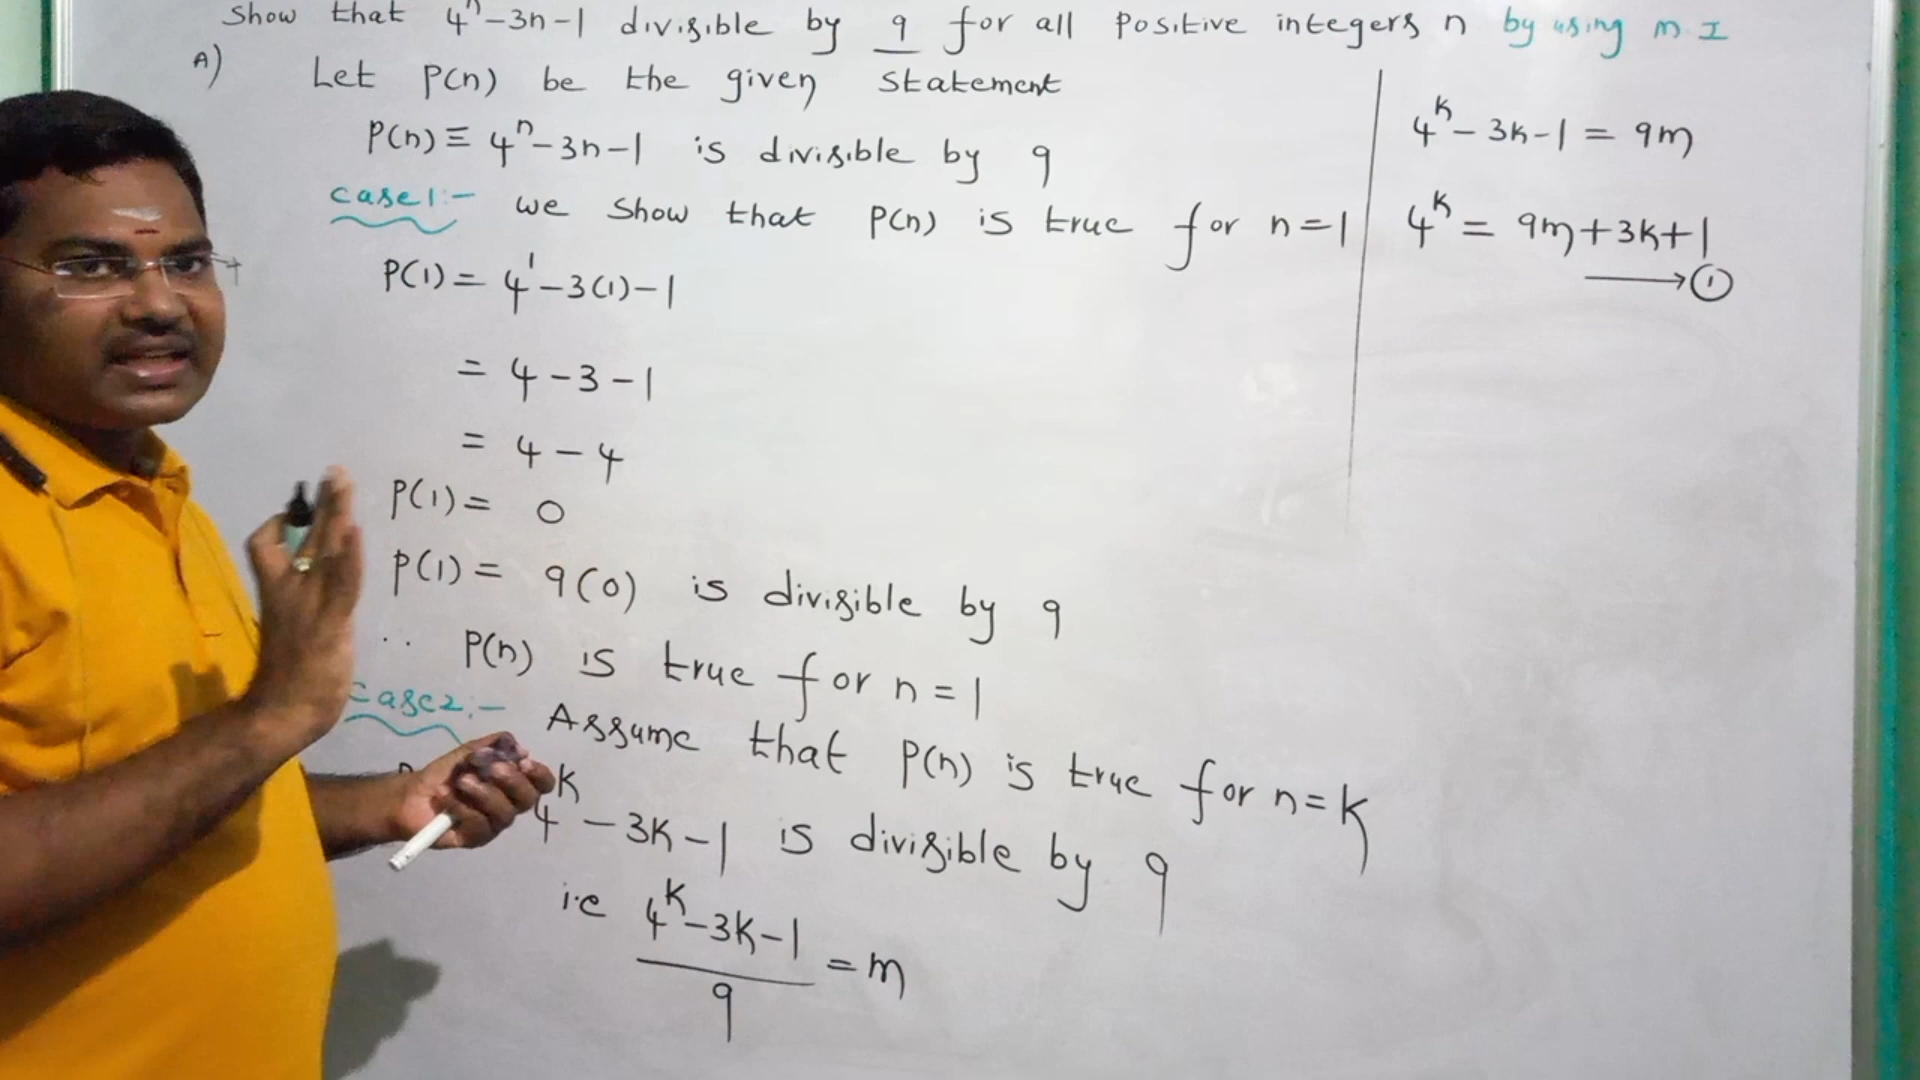 Show that 4ⁿ-3n-1 divisible by 9 for all positive integers n by using m.I
A) Let P(n) be the given statement
P(n) ≡ 4ⁿ-3n-1 is divisible by 9
case1:- we show that P(n) is true for n=1
P(1) = 4¹-3(1)-1
= 4-3-1
= 4-4
P(1) = 0
P(1) = 9(0) is divisible by 9
∴ P(n) is true for n=1
case2:- Assume that P(n) is true for n=k
4ᵏ-3k-1 is divisible by 9
i.e (4ᵏ-3k-1)/9 = m
4ᵏ-3k-1 = 9m
4ᵏ = 9m+3k+1
→ ①